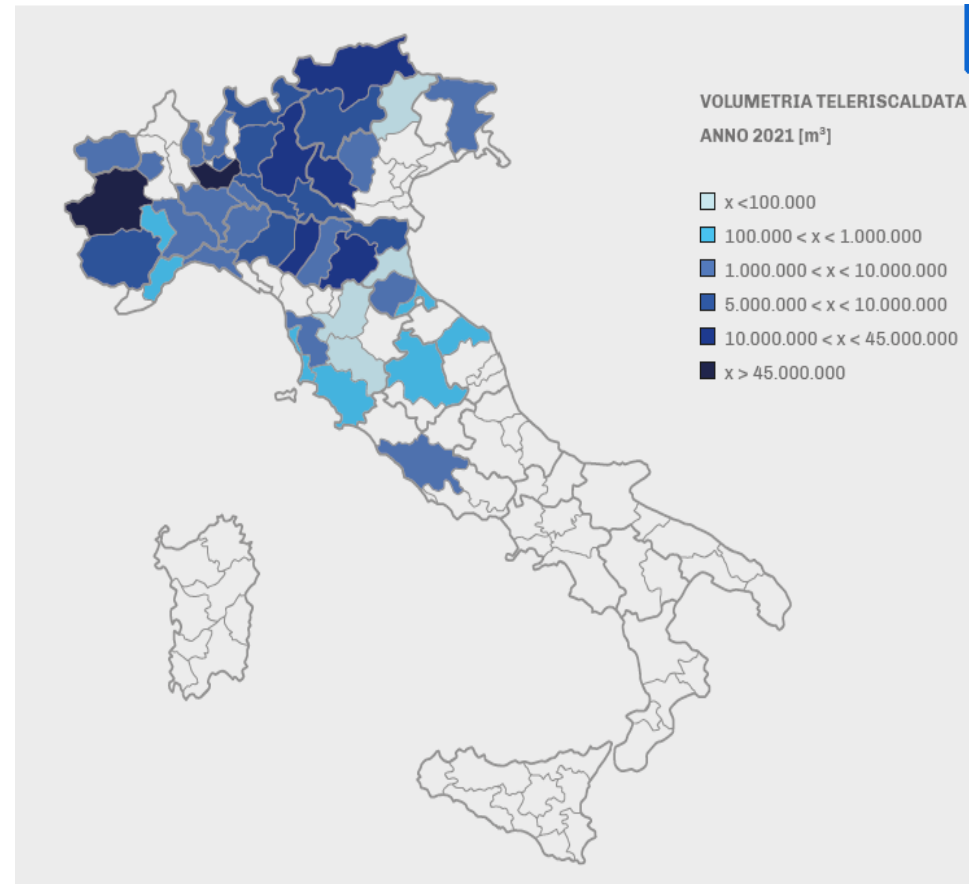 VOLUMETRIA TELERISCALDATA
ANNO 2021 [m³]
x <100.000
100.000 < x < 1.000.000
1.000.000 < x < 10.000.000
5.000.000 < x < 10.000.000
10.000.000 < x < 45.000.000
x > 45.000.000